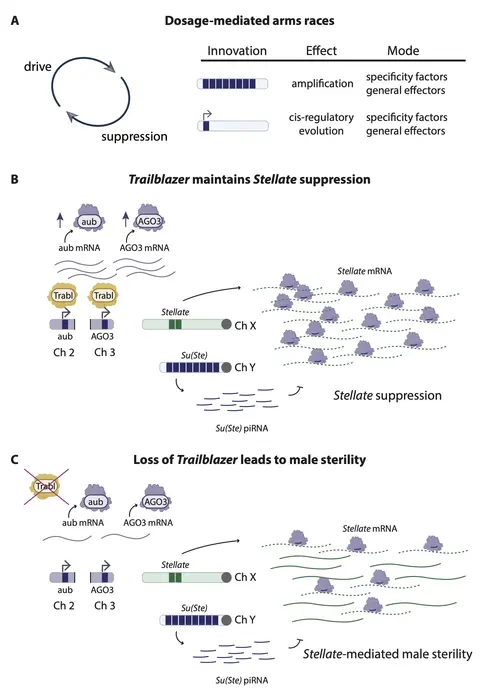 A
Dosage-mediated arms races
drive
suppression
Innovation Effect Mode
amplification
specificity factors
general effectors
cis-regulatory
evolution
specificity factors
general effectors
B
Trailblazer maintains Stellate suppression
aub
AGO3
aub mRNA
AGO3 mRNA
Trabl
Trabl
aub
AGO3
Ch 2
Ch 3
Stellate
Ch X
Su(Ste)
Ch Y
Su(Ste) piRNA
Stellate mRNA
Stellate suppression
C
Loss of Trailblazer leads to male sterility
Trabl
aub
AGO3
aub mRNA
AGO3 mRNA
aub
AGO3
Ch 2
Ch 3
Stellate
Ch X
Su(Ste)
Ch Y
Su(Ste) piRNA
Stellate mRNA
Stellate-mediated male sterility